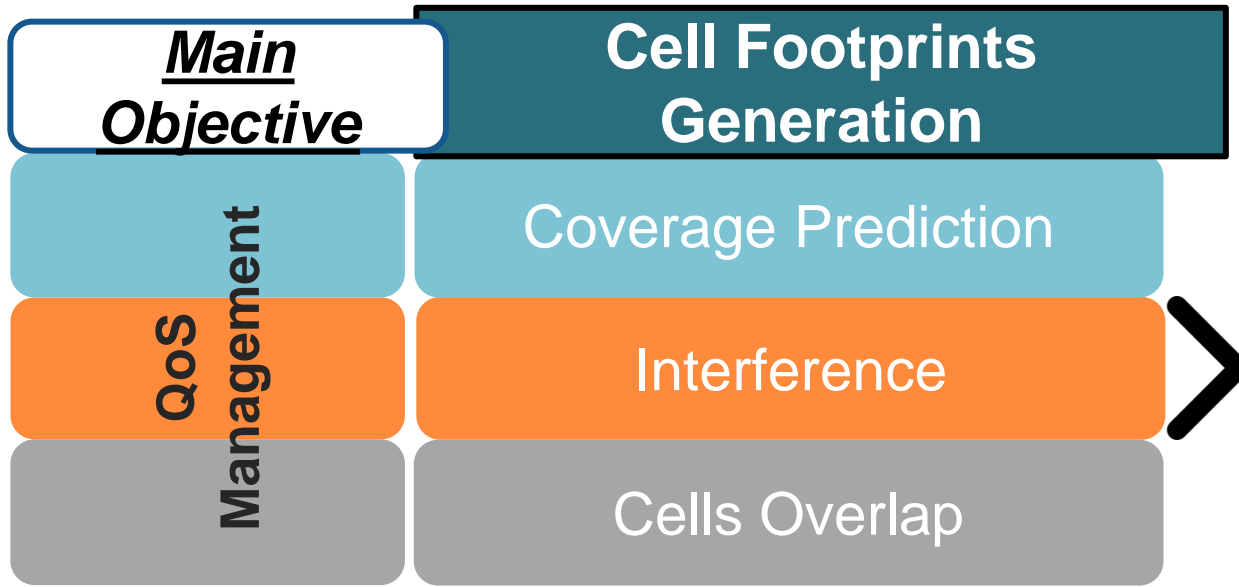 Main
Objective
Cell Footprints
Generation
QoS
Management
Coverage Prediction
Interference
Cells Overlap